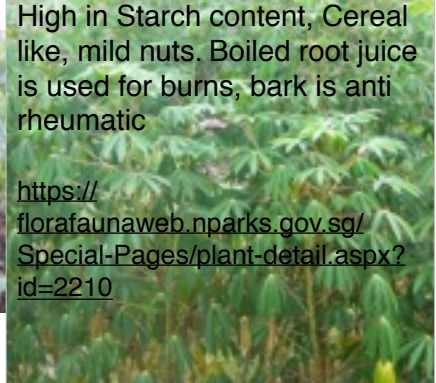 High in Starch content, Cereal
like, mild nuts. Boiled root juice
is used for burns, bark is anti
rheumatic
https://
florafaunaweb.nparks.gov.sg/
Special-Pages/plant-detail.aspx?
id=2210